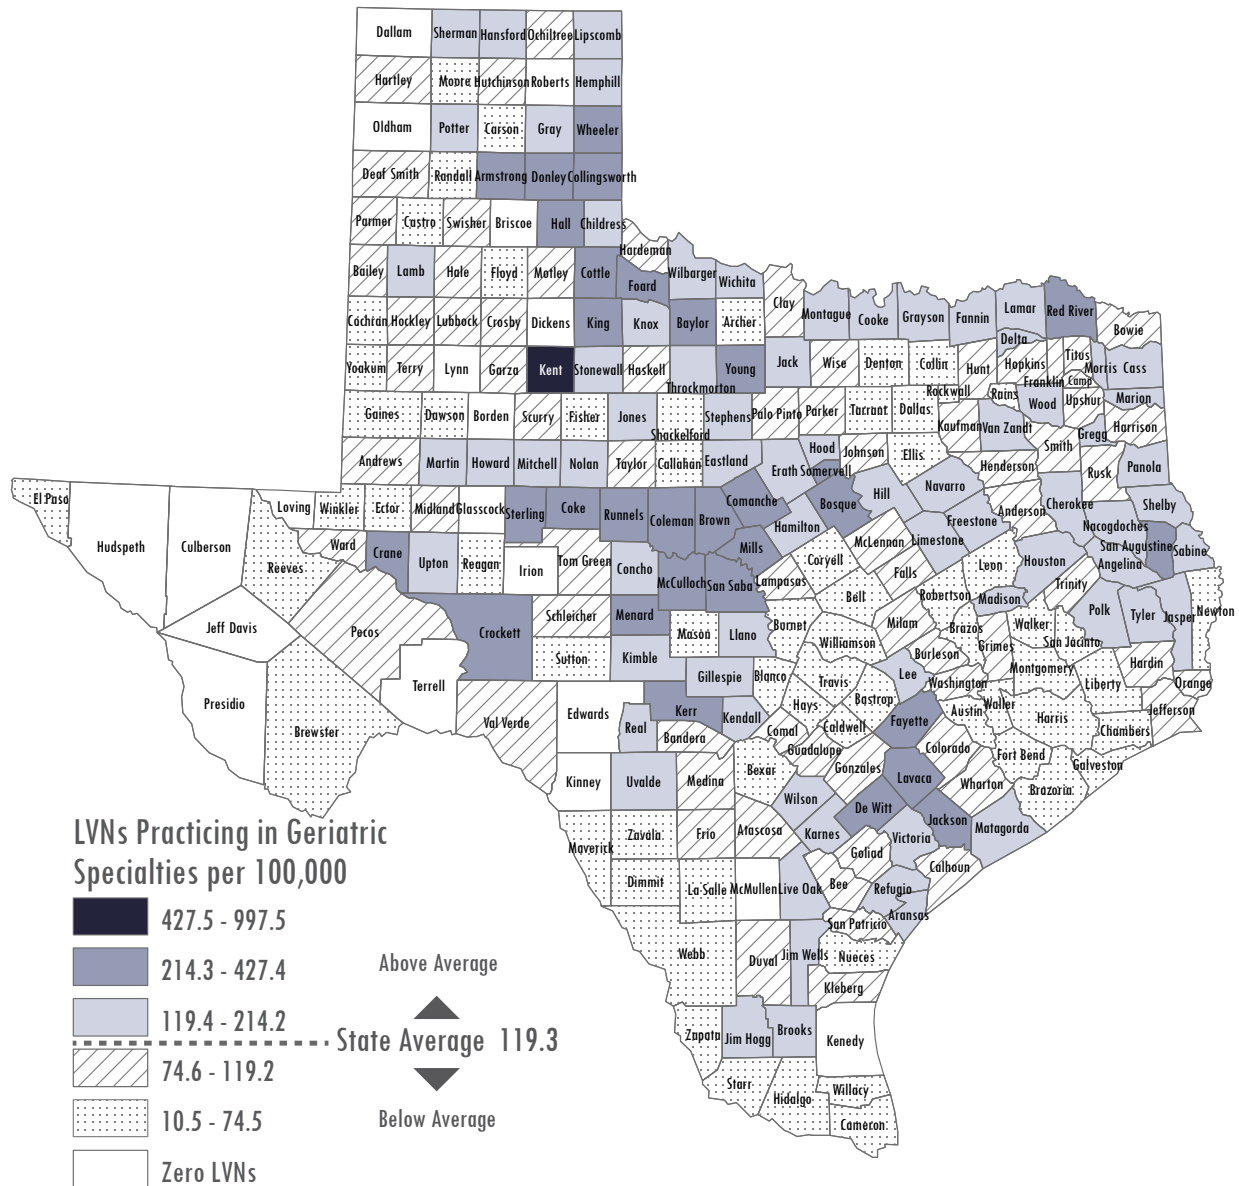 Dallam Sherman Hansford Ochiltree Lipscomb
Hartley Moore Hutchinson Roberts Hemphill
Oldham Potter Carson Gray Wheeler
Deaf Smith Randall Armstrong Donley Collingsworth
Parmer Castro Swisher Briscoe Hall Childress
Hardeman
Bailey Lamb Hale Floyd Motley Cottle Foard Wilbarger Wichita
Clay
Cochran Hockley Lubbock Crosby Dickens King Knox Baylor Archer Montague Cooke Grayson Fannin Lamar Red River Bowie
Delta
Yoakum Terry Lynn Garza Kent Stonewall Haskell Throckmorton Young Jack Wise Denton Collin Hunt Hopkins Franklin Titus Camp Morris Cass
Rockwall Rains Wood Upshur Marion
Gaines Dawson Borden Scurry Fisher Jones Shackelford Stephens Palo Pinto Parker Tarrant Dallas Kaufman Van Zandt Gregg Harrison
Smith
Andrews Martin Howard Mitchell Nolan Taylor Callahan Eastland Erath Hood Somervell Johnson Ellis Henderson Rusk Panola
El Paso Hudspeth Culberson Loving Winkler Ector Midland Glasscock Sterling Coke Runnels Coleman Brown Comanche Bosque Hill Navarro Anderson Cherokee Shelby
Hamilton Freestone Nacogdoches
Reeves Ward Crane Upton Reagan Irion Tom Green Concho McCulloch San Saba Mills McLennan Limestone San Augustine Sabine
Lampasas Coryell Falls Leon Houston Angelina
Trinity
Jeff Davis Pecos Crockett Schleicher Menard Mason Llano Burnet Bell Robertson Madison Polk Tyler Jasper Newton
Milam Brazos Walker San Jacinto
Presidio Brewster Terrell Sutton Kimble Gillespie Blanco Williamson Burleson Grimes Montgomery Hardin
Travis Lee Washington Liberty Orange
Val Verde Edwards Real Kerr Kendall Hays Bastrop Austin Waller Harris Jefferson
Bandera Comal Caldwell Fayette Chambers
Guadalupe Colorado Fort Bend Galveston
Kinney Uvalde Medina Bexar Gonzales Lavaca Wharton Brazoria
Wilson De Witt Jackson Matagorda
Maverick Zavala Frio Atascosa Karnes Victoria
Goliad Calhoun
Dimmit La Salle McMullen Live Oak Bee Refugio
Aransas
San Patricio
Webb Duval Jim Wells Nueces
Kleberg
Zapata Jim Hogg Brooks Kenedy
Starr Hidalgo Willacy
Cameron
LVNs Practicing in Geriatric
Specialties per 100,000
427.5 - 997.5
214.3 - 427.4
Above Average
119.4 - 214.2
State Average 119.3
74.6 - 119.2
10.5 - 74.5
Below Average
Zero LVNs